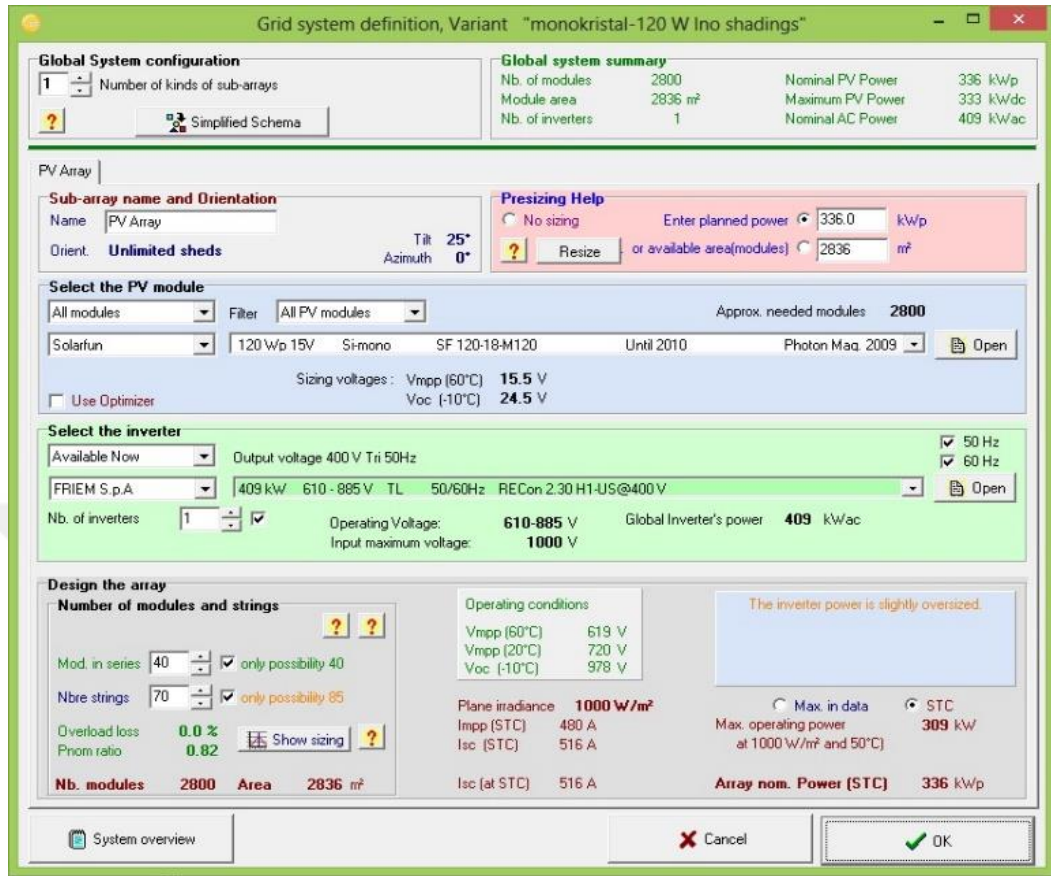 Grid system definition, Variant "monokristal-120 W Ino shadings"
Global System configuration
1 Number of kinds of sub-arrays
? Simplified Schema
Global system summary
Nb. of modules 2800 Nominal PV Power 336 kWp
Module area 2836 m² Maximum PV Power 333 kWdc
Nb. of inverters 1 Nominal AC Power 409 kWac
PV Array
Sub-array name and Orientation
Name PV Array
Orient. Unlimited sheds Tilt 25°
Azimuth 0°
Presizing Help
No sizing Enter planned power 336.0 kWp
? Resize or available area(modules) 2836 m²
Select the PV module
All modules Filter All PV modules Approx. needed modules 2800
Solarfun 120 Wp 15V Si-mono SF 120-18-M120 Until 2010 Photon Mag. 2009 Open
Sizing voltages : Vmpp (60°C) 15.5 V
Use Optimizer Voc (-10°C) 24.5 V
Select the inverter
Available Now Output voltage 400 V Tri 50Hz 50 Hz
60 Hz
FRIEM S.p.A 409 kW 610 - 885 V TL 50/60Hz RECon 2.30 H1-US@400 V Open
Nb. of inverters 1 Operating Voltage: 610-885 V Global Inverter's power 409 kWac
Input maximum voltage: 1000 V
Design the array
Number of modules and strings
? ?
Mod. in series 40 only possibility 40
Nbre strings 70 only possibility 85
Overload loss 0.0 %
Pnom ratio 0.82 Show sizing ?
Nb. modules 2800 Area 2836 m²
Operating conditions
Vmpp (60°C) 619 V
Vmpp (20°C) 720 V
Voc (-10°C) 978 V
Plane irradiance 1000 W/m²
Impp (STC) 480 A
Isc (STC) 516 A
Isc (at STC) 516 A
The inverter power is slightly oversized.
Max. in data STC
Max. operating power 309 kW
at 1000 W/m² and 50°C)
Array nom. Power (STC) 336 kWp
System overview Cancel OK